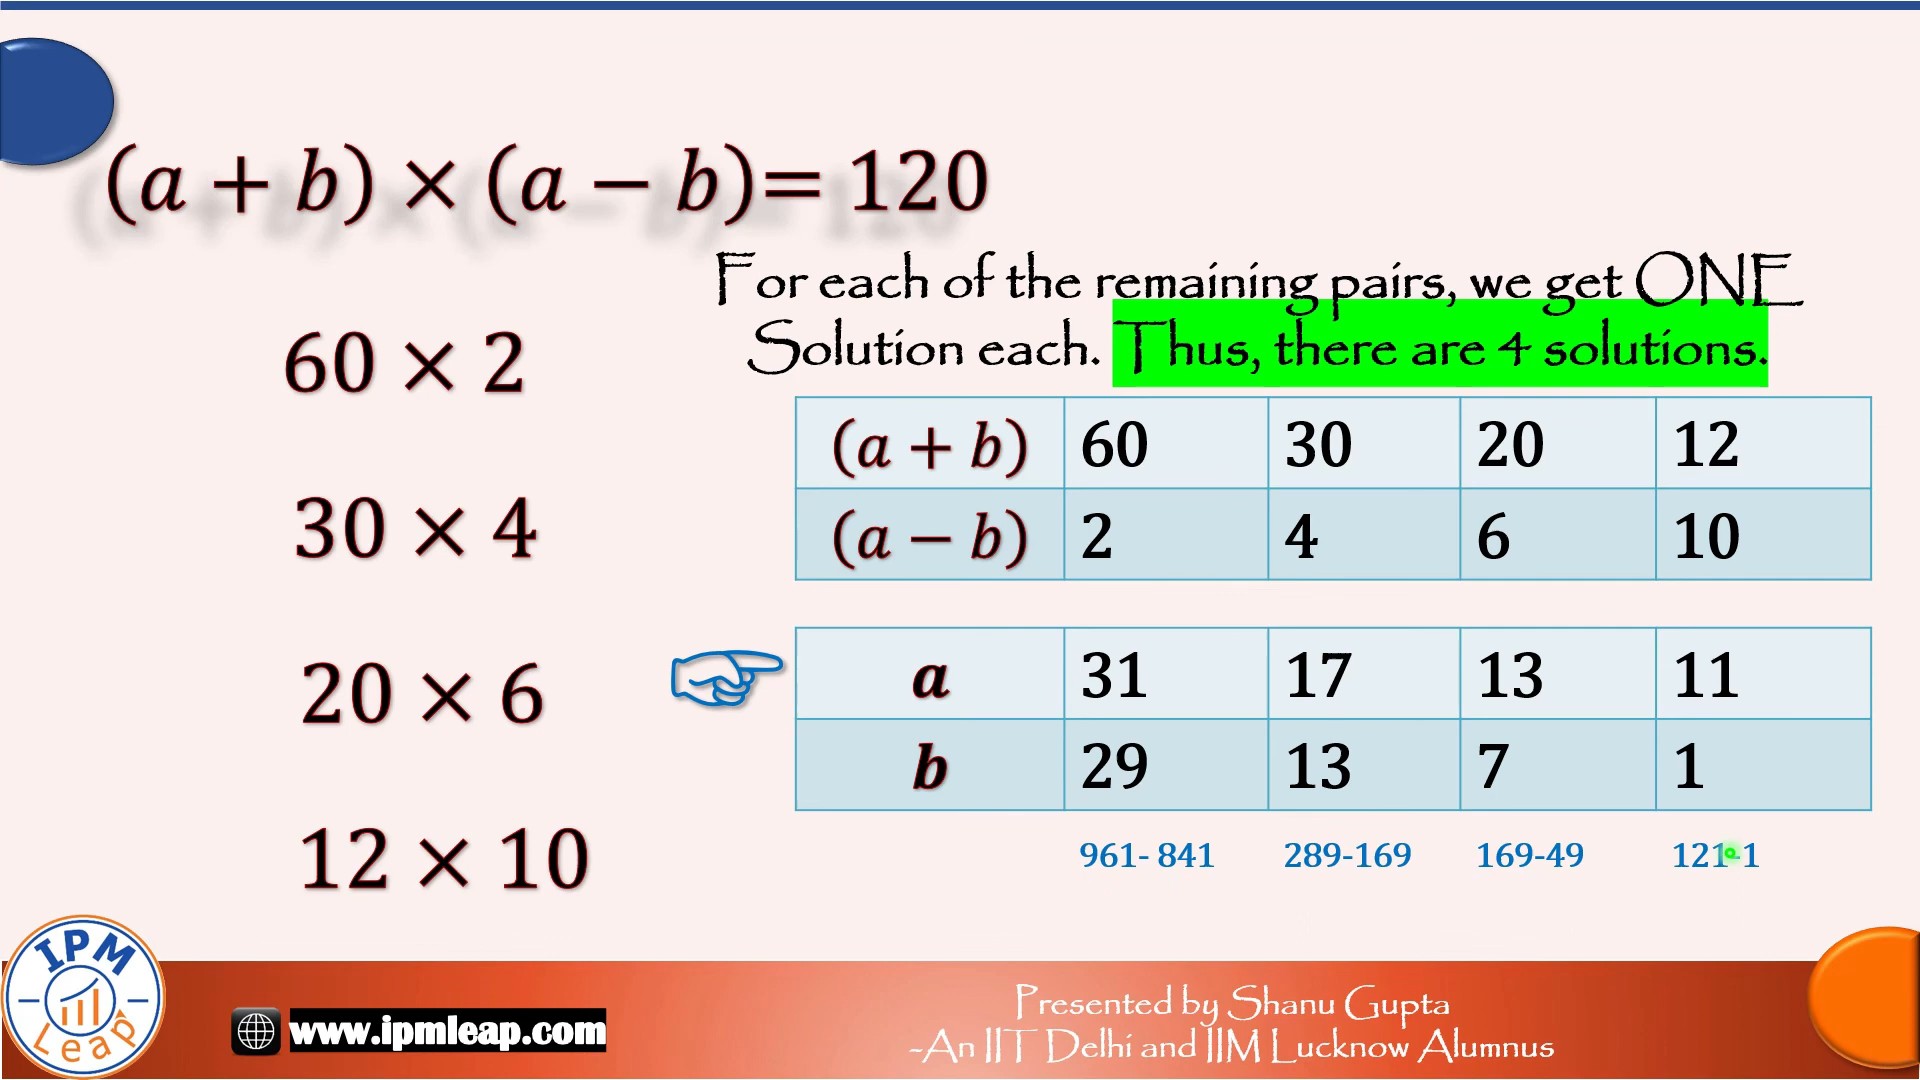 (a + b) × (a − b)= 120
For each of the remaining pairs, we get ONE
Solution each. Thus, there are 4 solutions.
60 × 2
30 × 4
20 × 6
12 × 10
(a + b) 60 30 20 12
(a − b) 2 4 6 10
a 31 17 13 11
b 29 13 7 1
961- 841 289-169 169-49 121-1
IPM
Leap
www.ipmleap.com
Presented by Shanu Gupta
-An IIT Delhi and IIM Lucknow Alumnus